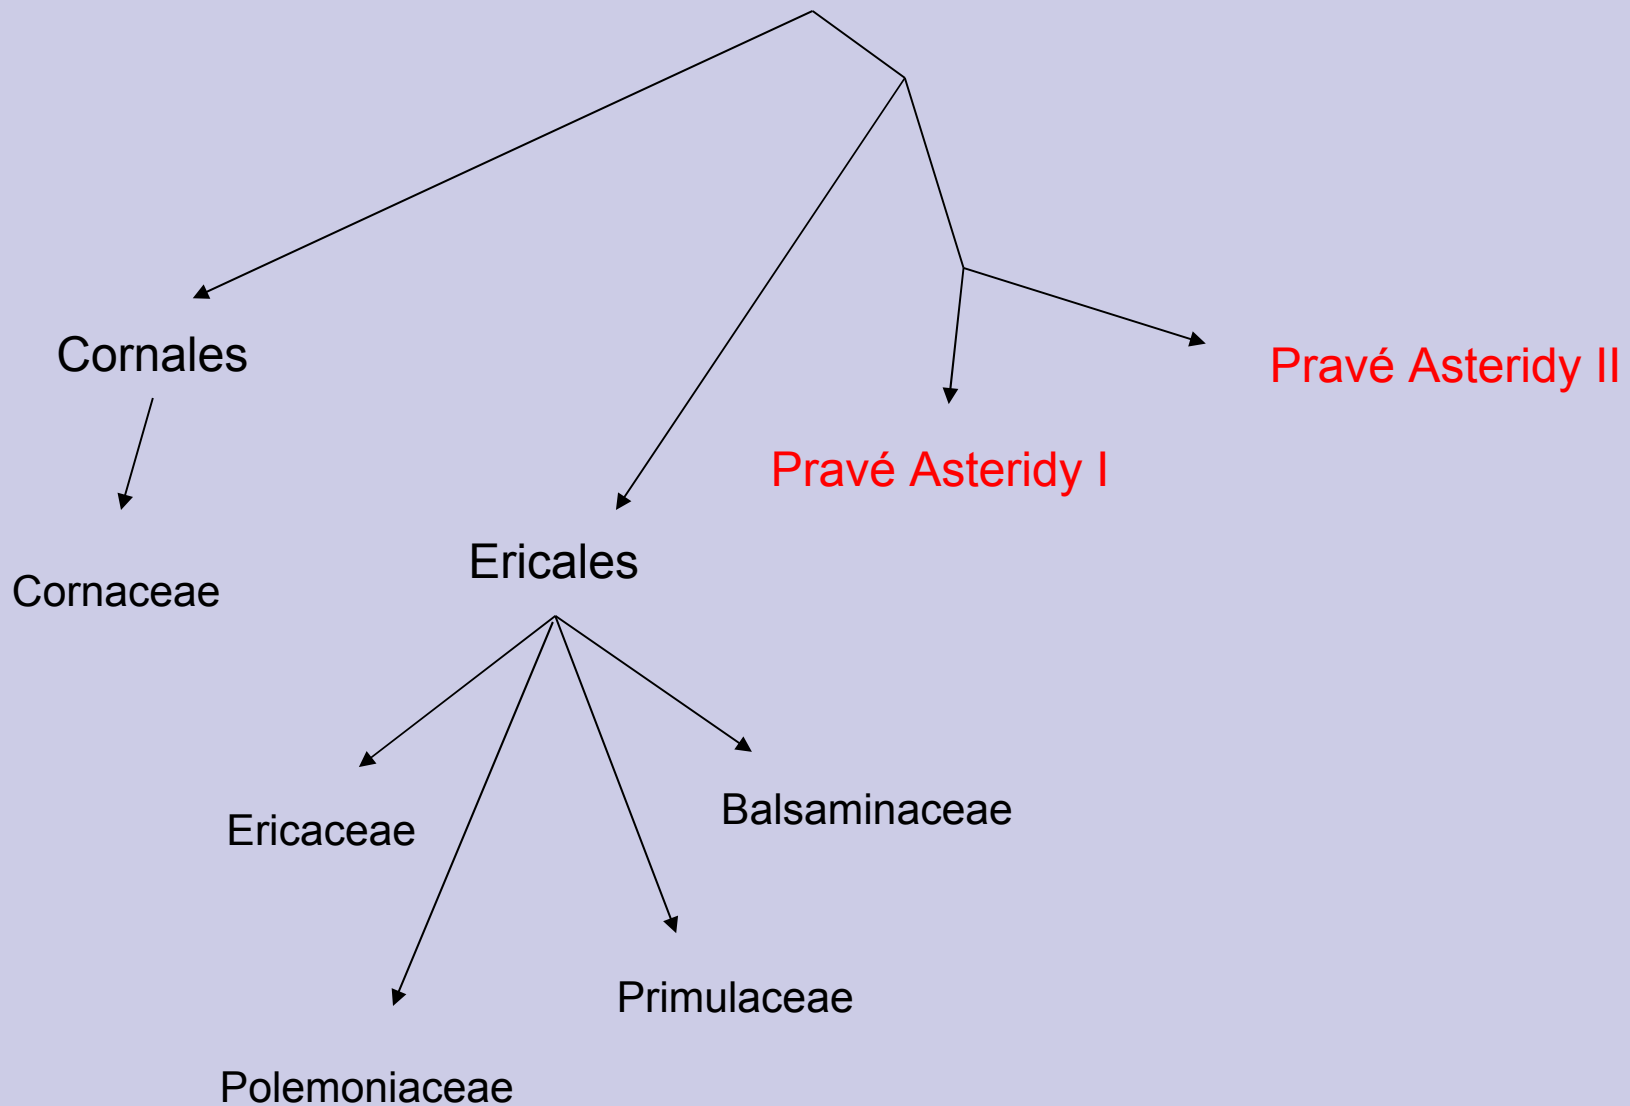 Cornales
Pravé Asteridy II
Pravé Asteridy I
Ericales
Cornaceae
Balsaminaceae
Ericaceae
Primulaceae
Polemoniaceae